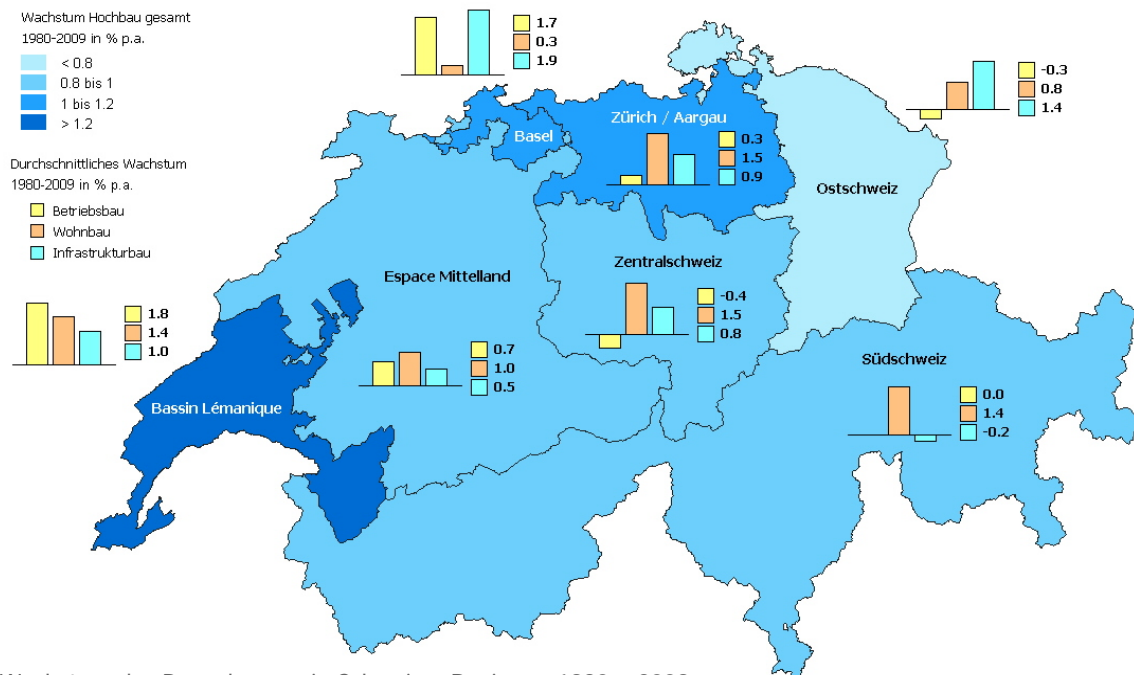 Wachstum Hochbau gesamt
1980-2009 in % p.a.
< 0.8
0.8 bis 1
1 bis 1.2
> 1.2
Durchschnittliches Wachstum
1980-2009 in % p.a.
Betriebsbau
Wohnbau
Infrastrukturbau
1.7
0.3
1.9
-0.3
0.8
1.4
Basel
Zürich / Aargau
0.3
1.5
0.9
Ostschweiz
Zentralschweiz
-0.4
1.5
0.8
Espace Mittelland
0.7
1.0
0.5
1.8
1.4
1.0
Bassin Lémanique
Südschweiz
0.0
1.4
-0.2